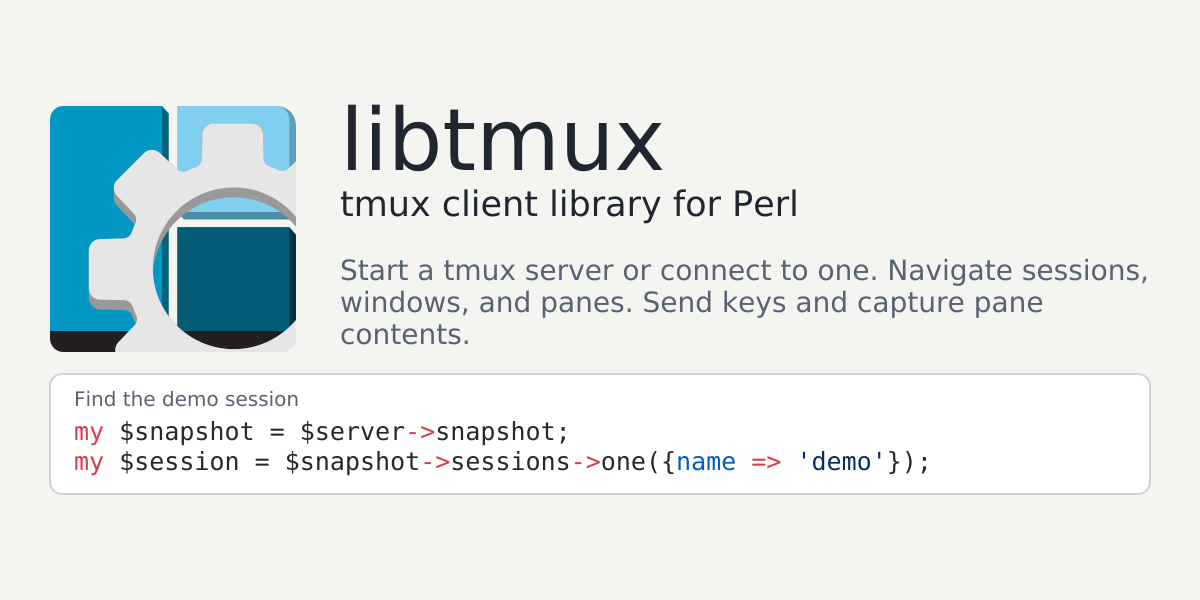 libtmux
tmux client library for Perl
Start a tmux server or connect to one. Navigate sessions,
windows, and panes. Send keys and capture pane
contents.
Find the demo session
my $snapshot = $server->snapshot;
my $session = $snapshot->sessions->one({name => 'demo'});